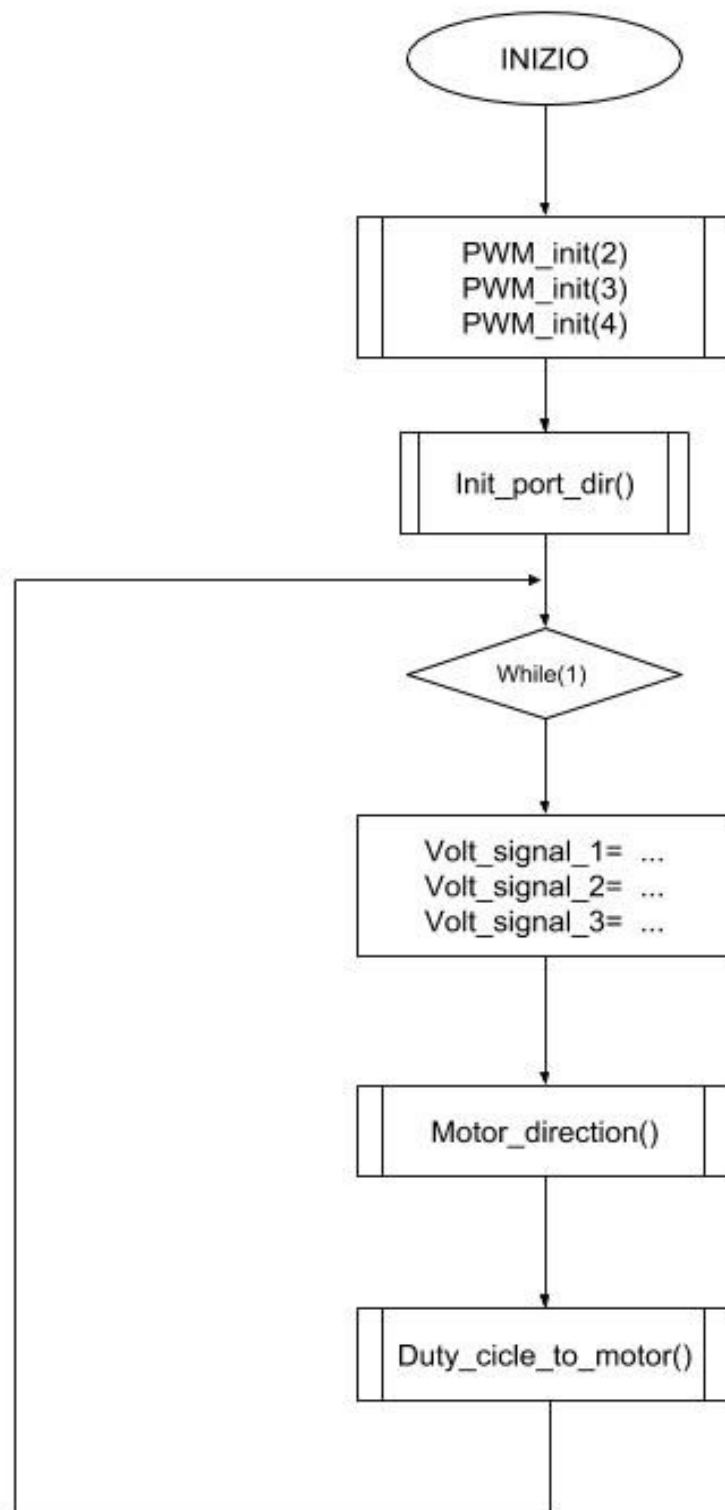 INIZIO
PWM_init(2)
PWM_init(3)
PWM_init(4)
Init_port_dir()
While(1)
Volt_signal_1= ...
Volt_signal_2= ...
Volt_signal_3= ...
Motor_direction()
Duty_cicle_to_motor()